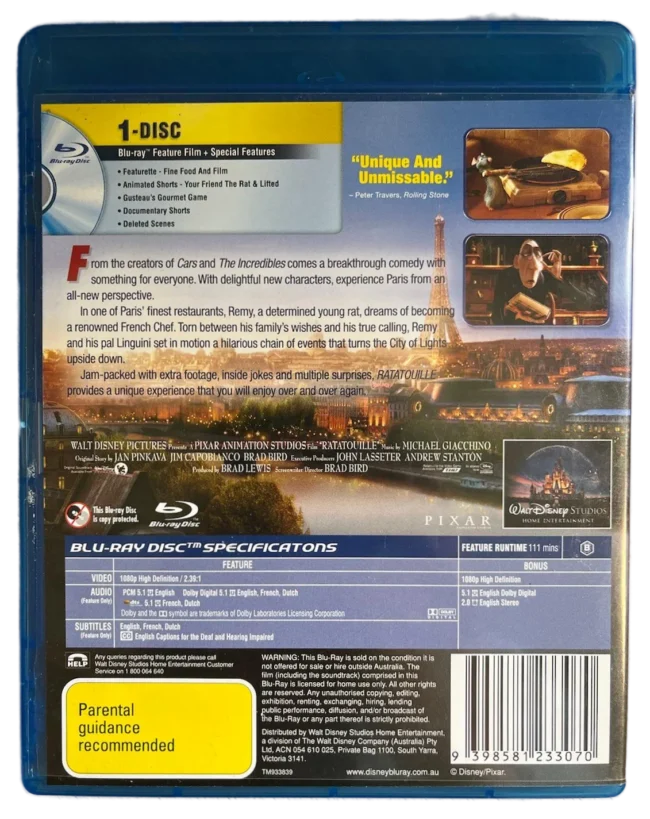 1-DISC
Blu-ray Disc
Blu-ray™ Feature Film + Special Features
• Featurette - Fine Food And Film
• Animated Shorts - Your Friend The Rat & Lifted
• Gusteau's Gourmet Game
• Documentary Shorts
• Deleted Scenes
“Unique And
Unmissable.”
– Peter Travers, Rolling Stone
From the creators of Cars and The Incredibles comes a breakthrough comedy with
something for everyone. With delightful new characters, experience Paris from an
all-new perspective.
In one of Paris' finest restaurants, Remy, a determined young rat, dreams of becoming
a renowned French Chef. Torn between his family's wishes and his true calling, Remy
and his pal Linguini set in motion a hilarious chain of events that turns the City of Lights
upside down.
Jam-packed with extra footage, inside jokes and multiple surprises, RATATOUILLE
provides a unique experience that you will enjoy over and over again.
WALT DISNEY PICTURES Presents A PIXAR ANIMATION STUDIOS Film "RATATOUILLE" Music by MICHAEL GIACCHINO
Original Story by JAN PINKAVA JIM CAPOBIANCO BRAD BIRD Executive Producers JOHN LASSETER ANDREW STANTON
Produced by BRAD LEWIS Screenwriter Director BRAD BIRD
This Blu-ray Disc
is copy protected.
Blu-ray Disc
PIXAR
WALT DISNEY STUDIOS
HOME ENTERTAINMENT
BLU-RAY DISC™ SPECIFICATONS
FEATURE RUNTIME 111 mins
B
FEATURE
BONUS
VIDEO 1080p High Definition / 2.39:1
1080p High Definition
AUDIO
(Feature Only)
PCM 5.1 English Dolby Digital 5.1 English, French, Dutch
dts 5.1 French, Dutch
Dolby and the symbol are trademarks of Dolby Laboratories Licensing Corporation
DOLBY
DIGITAL
5.1 English Dolby Digital
2.0 English Stereo
SUBTITLES
(Feature Only)
English, French, Dutch
CC English Captions for the Deaf and Hearing Impaired
HELP
Any queries regarding this product please call
Walt Disney Studios Home Entertainment Customer
Service on 1 800 064 640
Parental
guidance
recommended
WARNING: This Blu-Ray is sold on the condition it is
not offered for sale or hire outside Australia. The
film (including the soundtrack) comprised in this
Blu-Ray is licensed for home use only. All other rights
are reserved. Any unauthorised copying, editing,
exhibition, renting, exchanging, hiring, lending
public performance, diffusion, and/or broadcast of
the Blu-Ray or any part thereof is strictly prohibited.
Distributed by Walt Disney Studios Home Entertainment,
a division of The Walt Disney Company (Australia) Pty
Ltd, ACN 054 610 025, Private Bag 1100, South Yarra,
Victoria 3141.
TM933839
www.disneybluray.com.au
© Disney/Pixar.
9 398581 233070